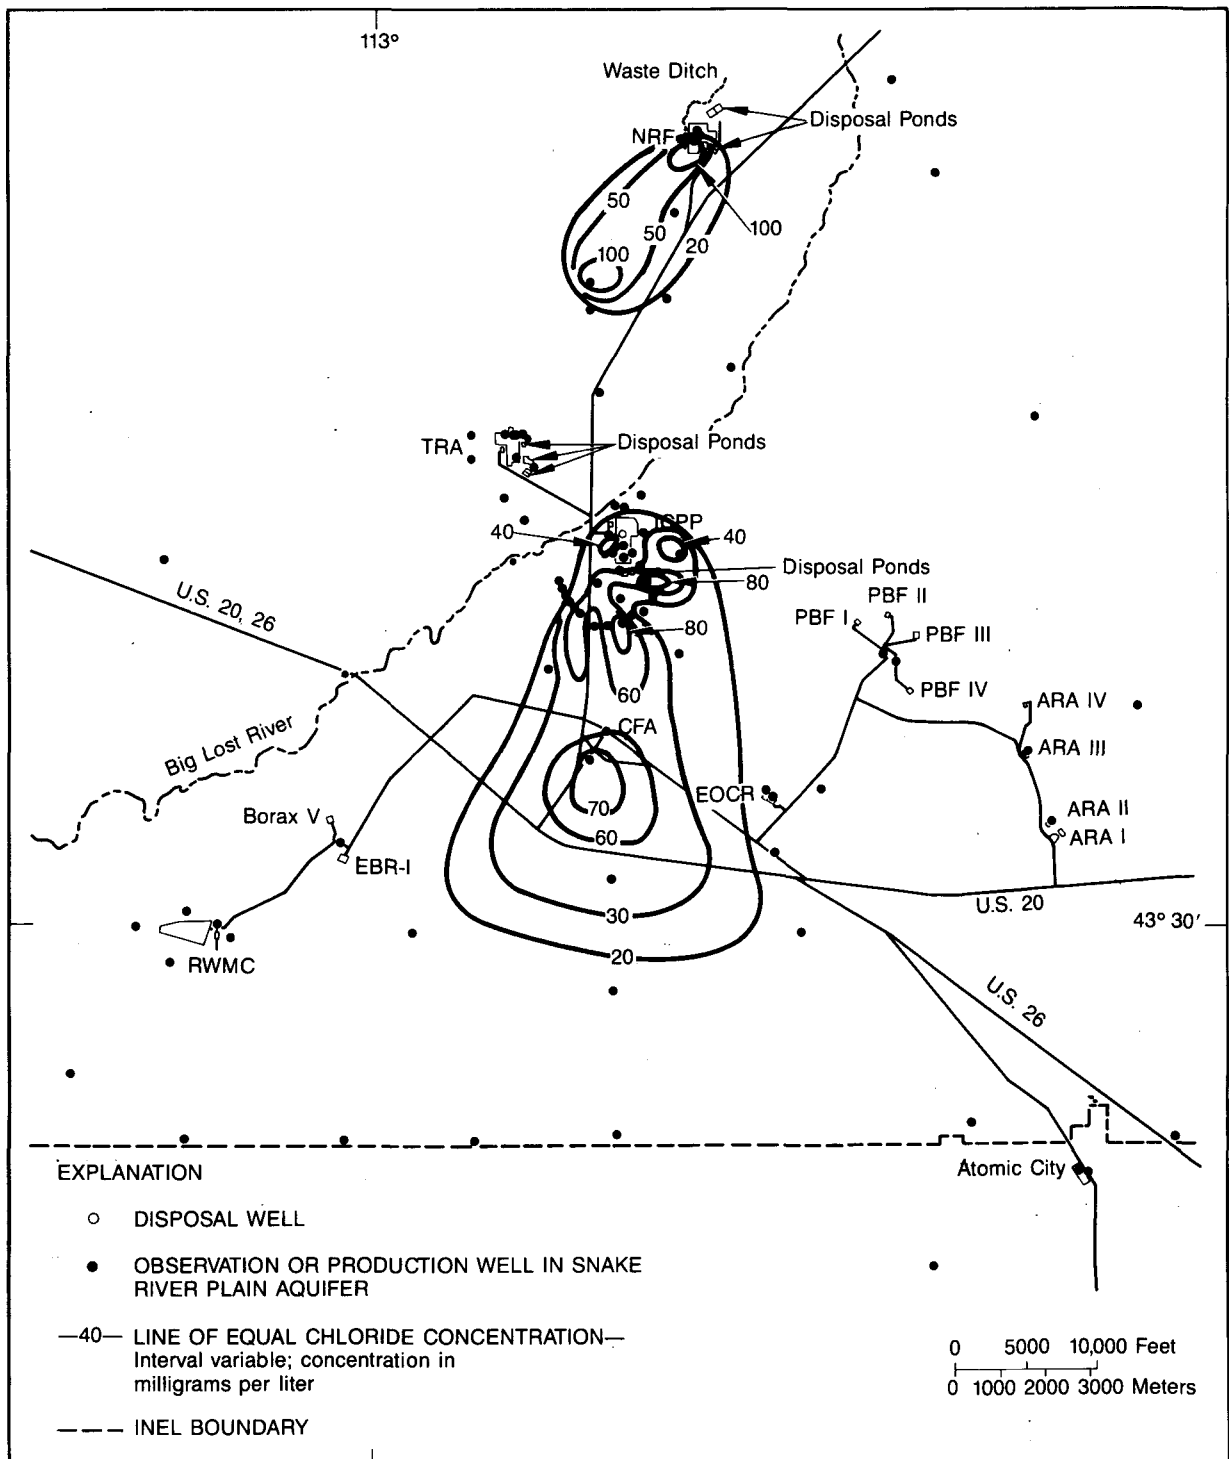 113°
Waste Ditch
Disposal Ponds
NRF
50
100
50
20
100
TRA
Disposal Ponds
ICPP
40
40
Disposal Ponds
80
U.S. 20, 26
PBF II
PBF I
80
PBF III
60
PBF IV
ARA IV
Big Lost River
CFA
ARA III
EOCR
70
Borax V
ARA II
60
ARA I
EBR-I
U.S. 20
30
43° 30′
20
RWMC
U.S. 26
Atomic City
EXPLANATION
DISPOSAL WELL
OBSERVATION OR PRODUCTION WELL IN SNAKE
RIVER PLAIN AQUIFER
—40— LINE OF EQUAL CHLORIDE CONCENTRATION—
Interval variable; concentration in
milligrams per liter
INEL BOUNDARY
0 5000 10,000 Feet
0 1000 2000 3000 Meters